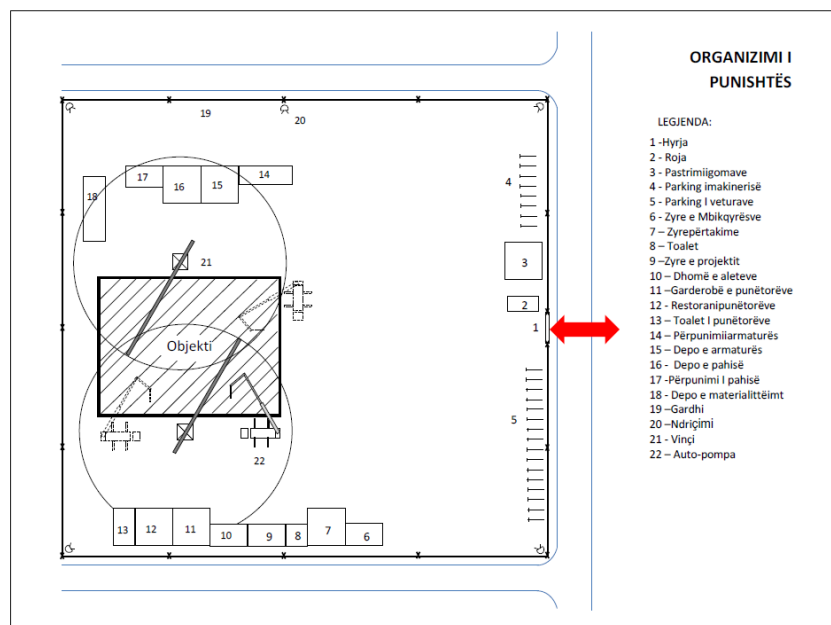 ORGANIZIMI I
PUNISHTËS
LEGJENDA:
1 -Hyrja
2 - Roja
3 - Pastrimiigomave
4 - Parking imakinerisë
5 - Parking I veturave
6 - Zyre e Mbikqyrësve
7 – Zyrepërtakime
8 – Toalet
9 –Zyre e projektit
10 – Dhomë e aleteve
11 –Garderobë e punëtorëve
12 - Restoranipunëtorëve
13 – Toalet I punëtorëve
14 – Përpunimiiarmaturës
15 – Depo e armaturës
16 - Depo e pahisë
17 -Përpunimi I pahisë
18 - Depo e materialittëimt
19 –Gardhi
20 –Ndriçimi
21 - Vinçi
22 – Auto-pompa
19
20
17
16
15
14
18
4
21
3
2
1
Objekti
5
22
13
12
11
10
9
8
7
6